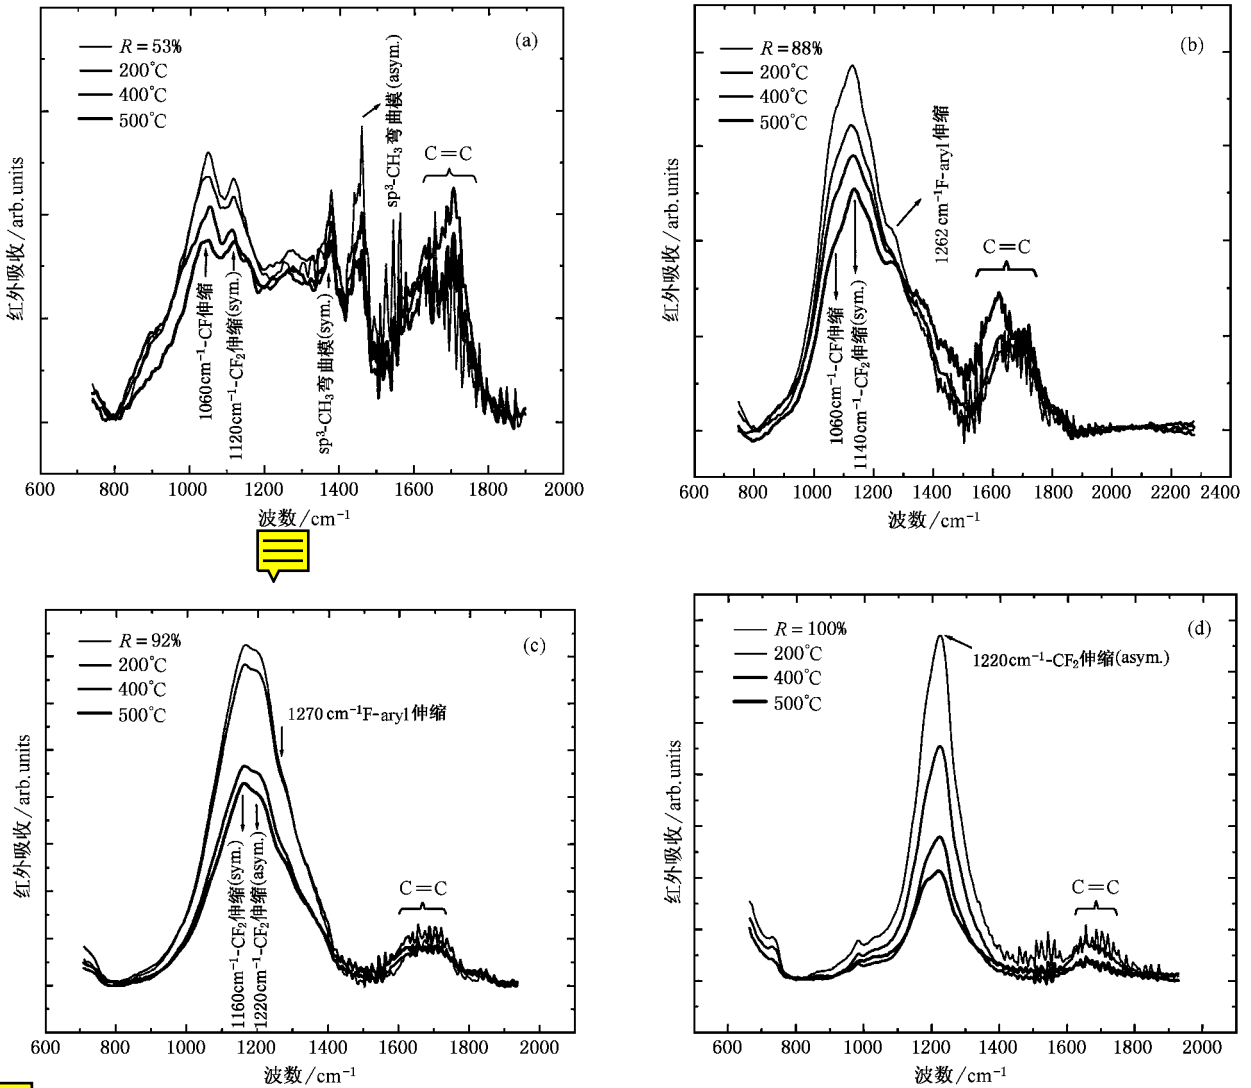 (a)
R = 53%
200℃
400℃
500℃
sp³-CH₃弯曲模(asym.)
C=C
1060cm⁻¹-CF伸缩
1120cm⁻¹-CF₂伸缩(sym.)
sp³-CH₃弯曲模(sym.)
红外吸收/arb.units
600 800 1000 1200 1400 1600 1800 2000
波数/cm⁻¹
(b)
R = 88%
200℃
400℃
500℃
1262 cm⁻¹F-aryl伸缩
C=C
1060cm⁻¹-CF伸缩
1140cm⁻¹-CF₂伸缩(sym.)
红外吸收/arb.units
600 800 1000 1200 1400 1600 1800 2000 2200 2400
波数/cm⁻¹
(c)
R = 92%
200℃
400℃
500℃
1270 cm⁻¹F-aryl伸缩
C=C
1160cm⁻¹-CF₂伸缩(sym.)
1220cm⁻¹-CF₂伸缩(asym.)
红外吸收/arb.units
600 800 1000 1200 1400 1600 1800 2000
波数/cm⁻¹
(d)
R = 100%
200℃
400℃
500℃
1220cm⁻¹-CF₂伸缩(asym.)
C=C
红外吸收/arb.units
600 800 1000 1200 1400 1600 1800 2000
波数/cm⁻¹